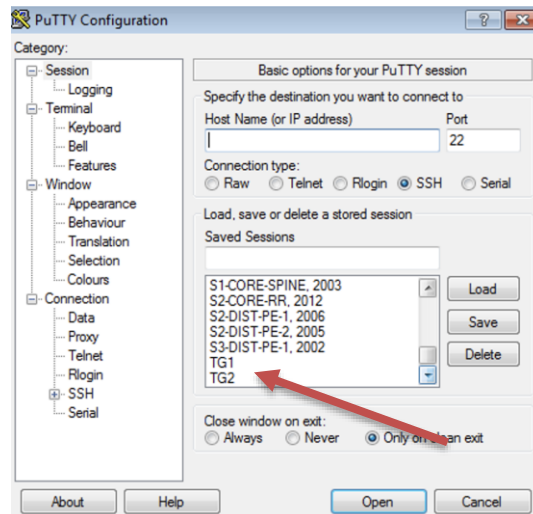 PuTTY Configuration
Category:
Session
Logging
Terminal
Keyboard
Bell
Features
Window
Appearance
Behaviour
Translation
Selection
Colours
Connection
Data
Proxy
Telnet
Rlogin
SSH
Serial
Basic options for your PuTTY session
Specify the destination you want to connect to
Host Name (or IP address) Port
22
Connection type:
Raw Telnet Rlogin SSH Serial
Load, save or delete a stored session
Saved Sessions
S1-CORE-SPINE, 2003
S2-CORE-RR, 2012
S2-DIST-PE-1, 2006
S2-DIST-PE-2, 2005
S3-DIST-PE-1, 2002
TG1
TG2
Load
Save
Delete
Close window on exit:
Always Never Only on clean exit
About Help Open Cancel